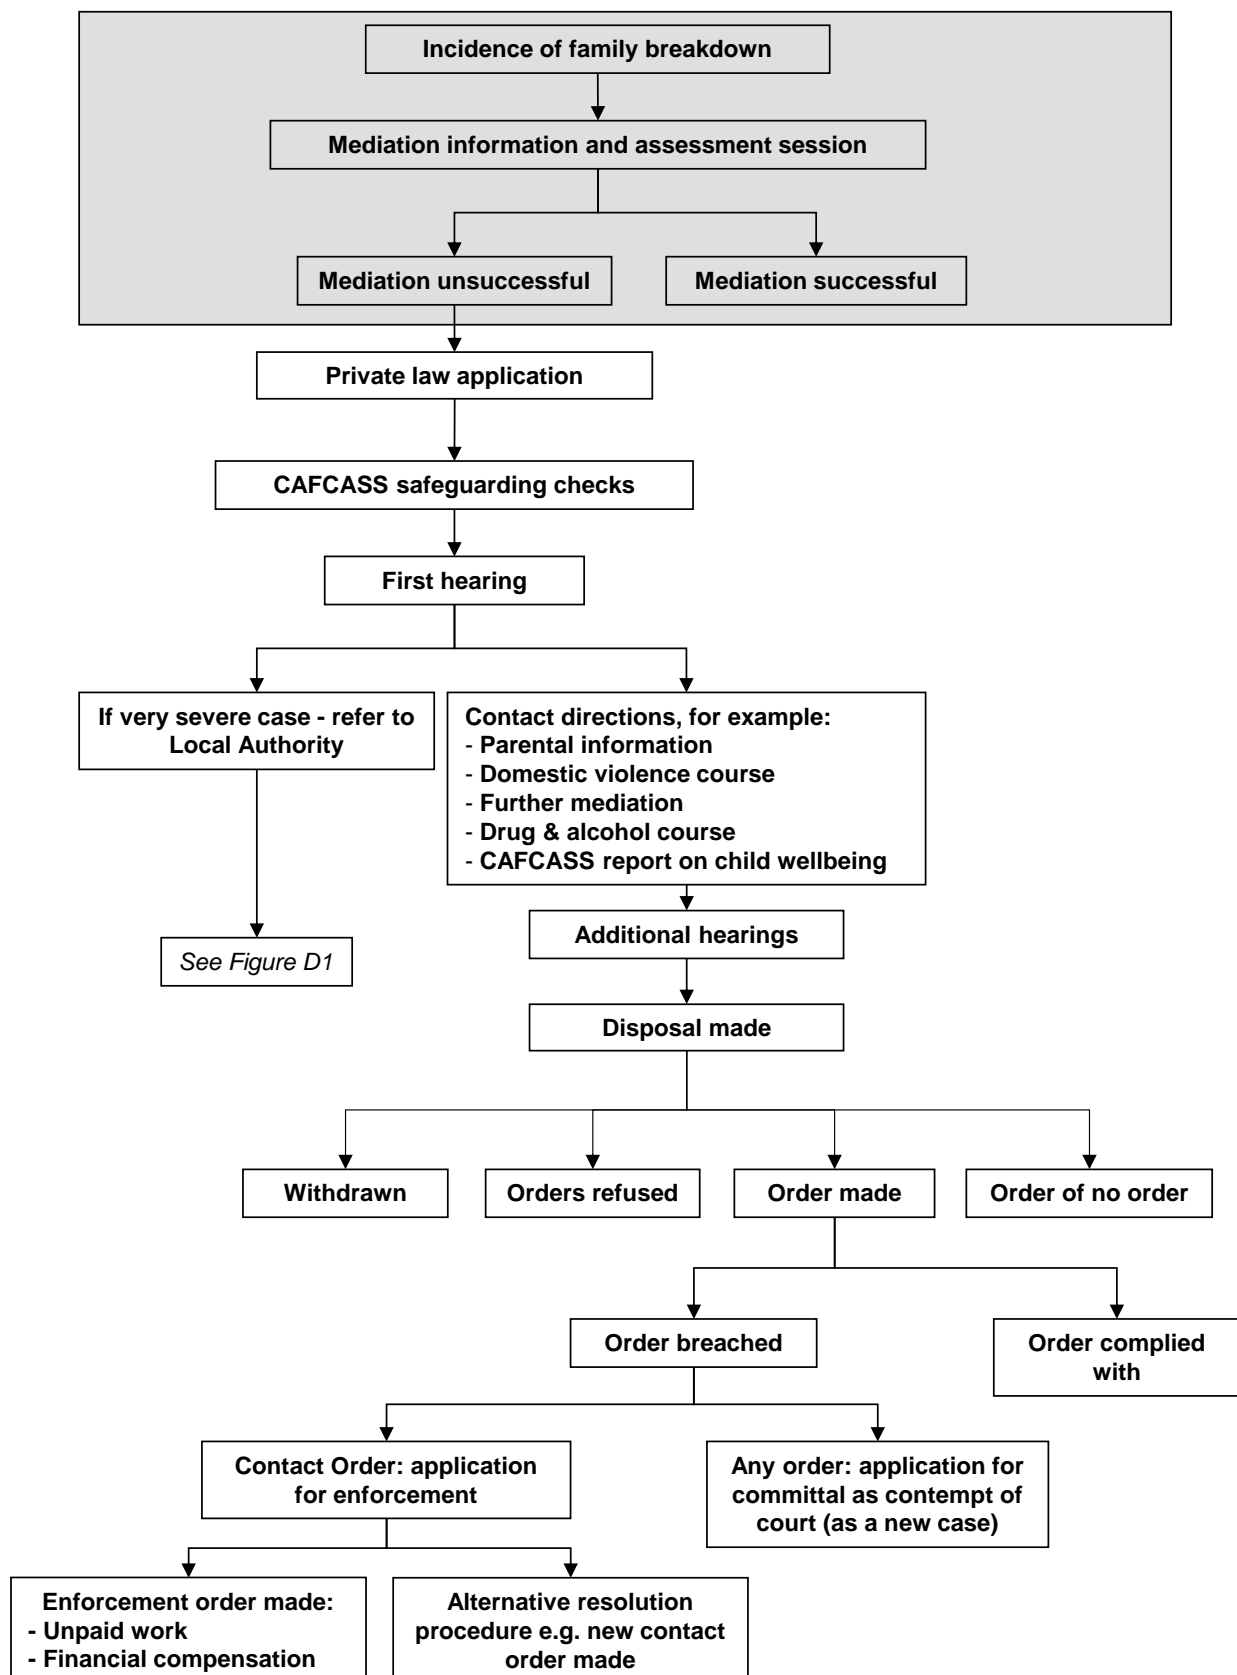 Incidence of family breakdown
Mediation information and assessment session
Mediation unsuccessful
Mediation successful
Private law application
CAFCASS safeguarding checks
First hearing
If very severe case - refer to
Local Authority
Contact directions, for example:
- Parental information
- Domestic violence course
- Further mediation
- Drug & alcohol course
- CAFCASS report on child wellbeing
See Figure D1
Additional hearings
Disposal made
Withdrawn
Orders refused
Order made
Order of no order
Order breached
Order complied
with
Contact Order: application
for enforcement
Any order: application for
committal as contempt of
court (as a new case)
Enforcement order made:
- Unpaid work
- Financial compensation
Alternative resolution
procedure e.g. new contact
order made